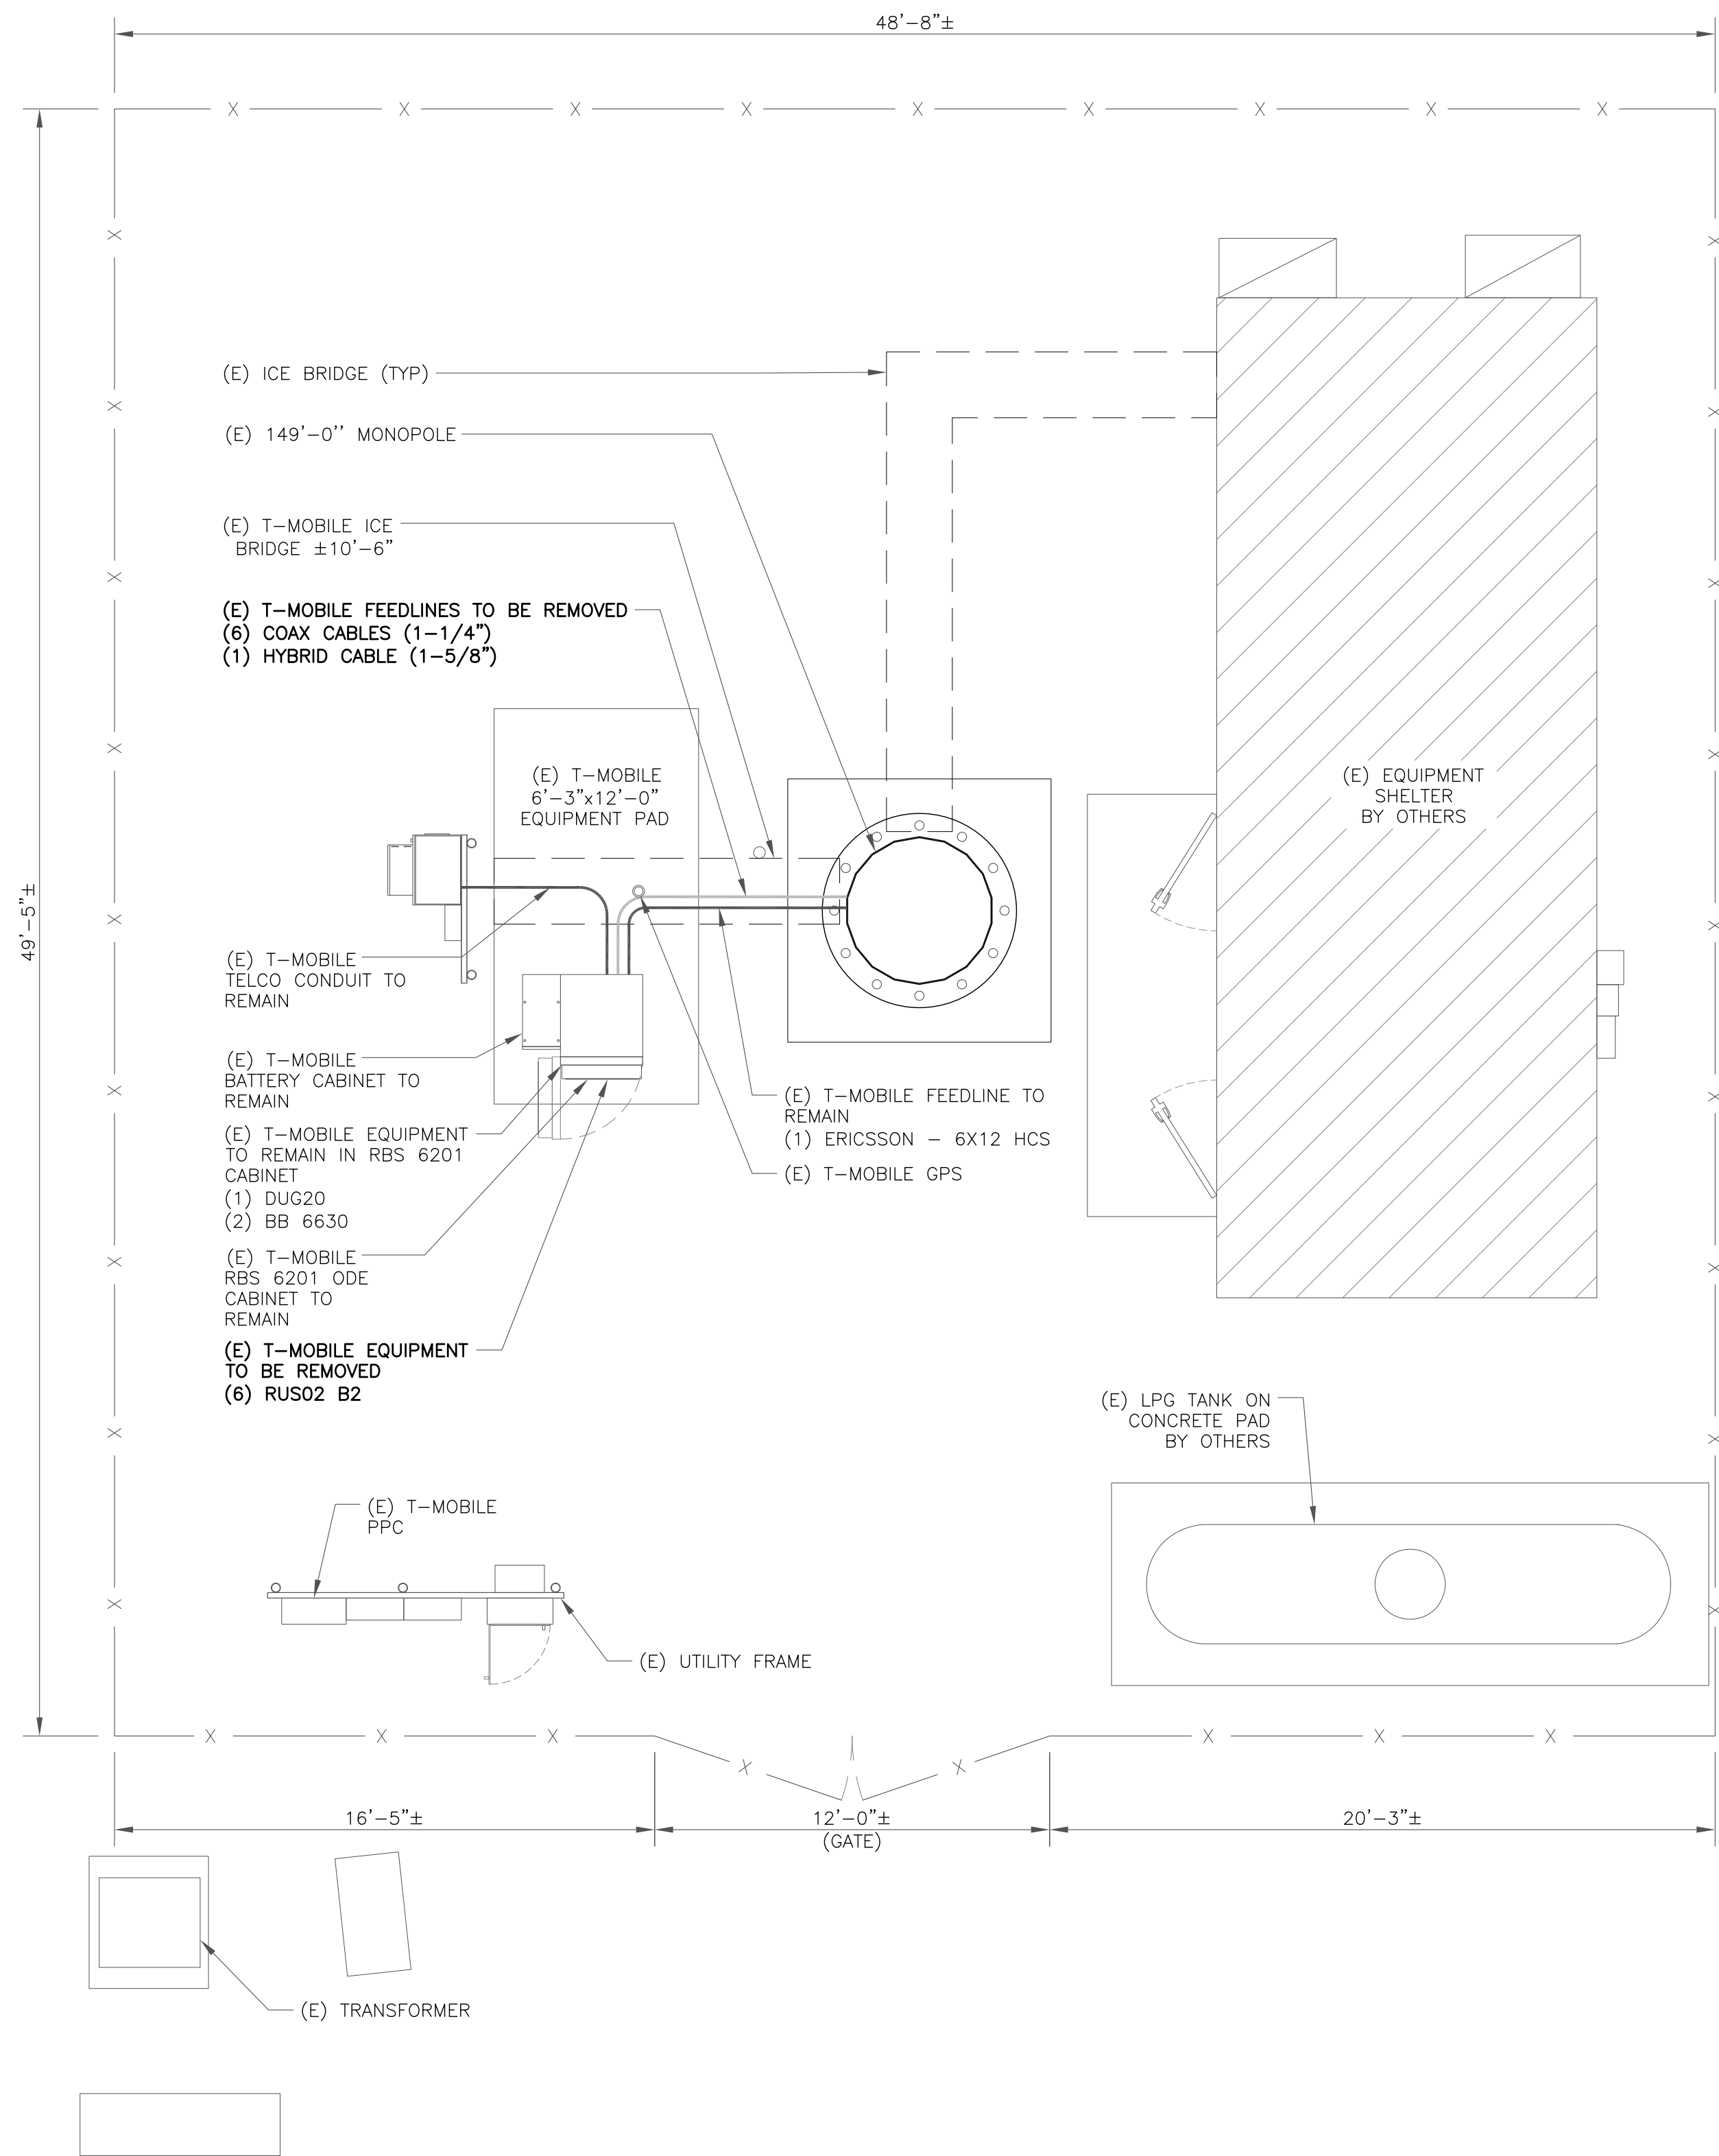 48'-8"±
(E) ICE BRIDGE (TYP)
(E) 149'-0'' MONOPOLE
(E) T-MOBILE ICE
BRIDGE ±10'-6"
(E) T-MOBILE FEEDLINES TO BE REMOVED
(6) COAX CABLES (1-1/4")
(1) HYBRID CABLE (1-5/8")
(E) T-MOBILE
6'-3"x12'-0"
EQUIPMENT PAD
(E) EQUIPMENT
SHELTER
BY OTHERS
49'-5"±
(E) T-MOBILE
TELCO CONDUIT TO
REMAIN
(E) T-MOBILE
BATTERY CABINET TO
REMAIN
(E) T-MOBILE EQUIPMENT
TO REMAIN IN RBS 6201
CABINET
(1) DUG20
(2) BB 6630
(E) T-MOBILE
RBS 6201 ODE
CABINET TO
REMAIN
(E) T-MOBILE EQUIPMENT
TO BE REMOVED
(6) RUS02 B2
(E) T-MOBILE FEEDLINE TO
REMAIN
(1) ERICSSON - 6X12 HCS
(E) T-MOBILE GPS
(E) LPG TANK ON
CONCRETE PAD
BY OTHERS
(E) T-MOBILE
PPC
(E) UTILITY FRAME
16'-5"±
12'-0"±
(GATE)
20'-3"±
(E) TRANSFORMER